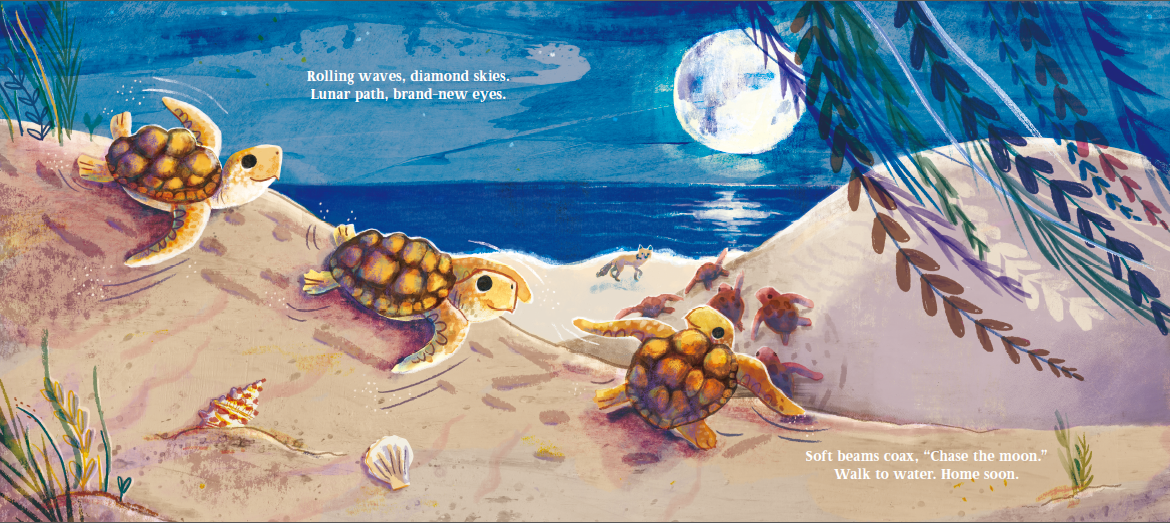 Rolling waves, diamond skies.
Lunar path, brand-new eyes.
Soft beams coax, “Chase the moon.”
Walk to water. Home soon.